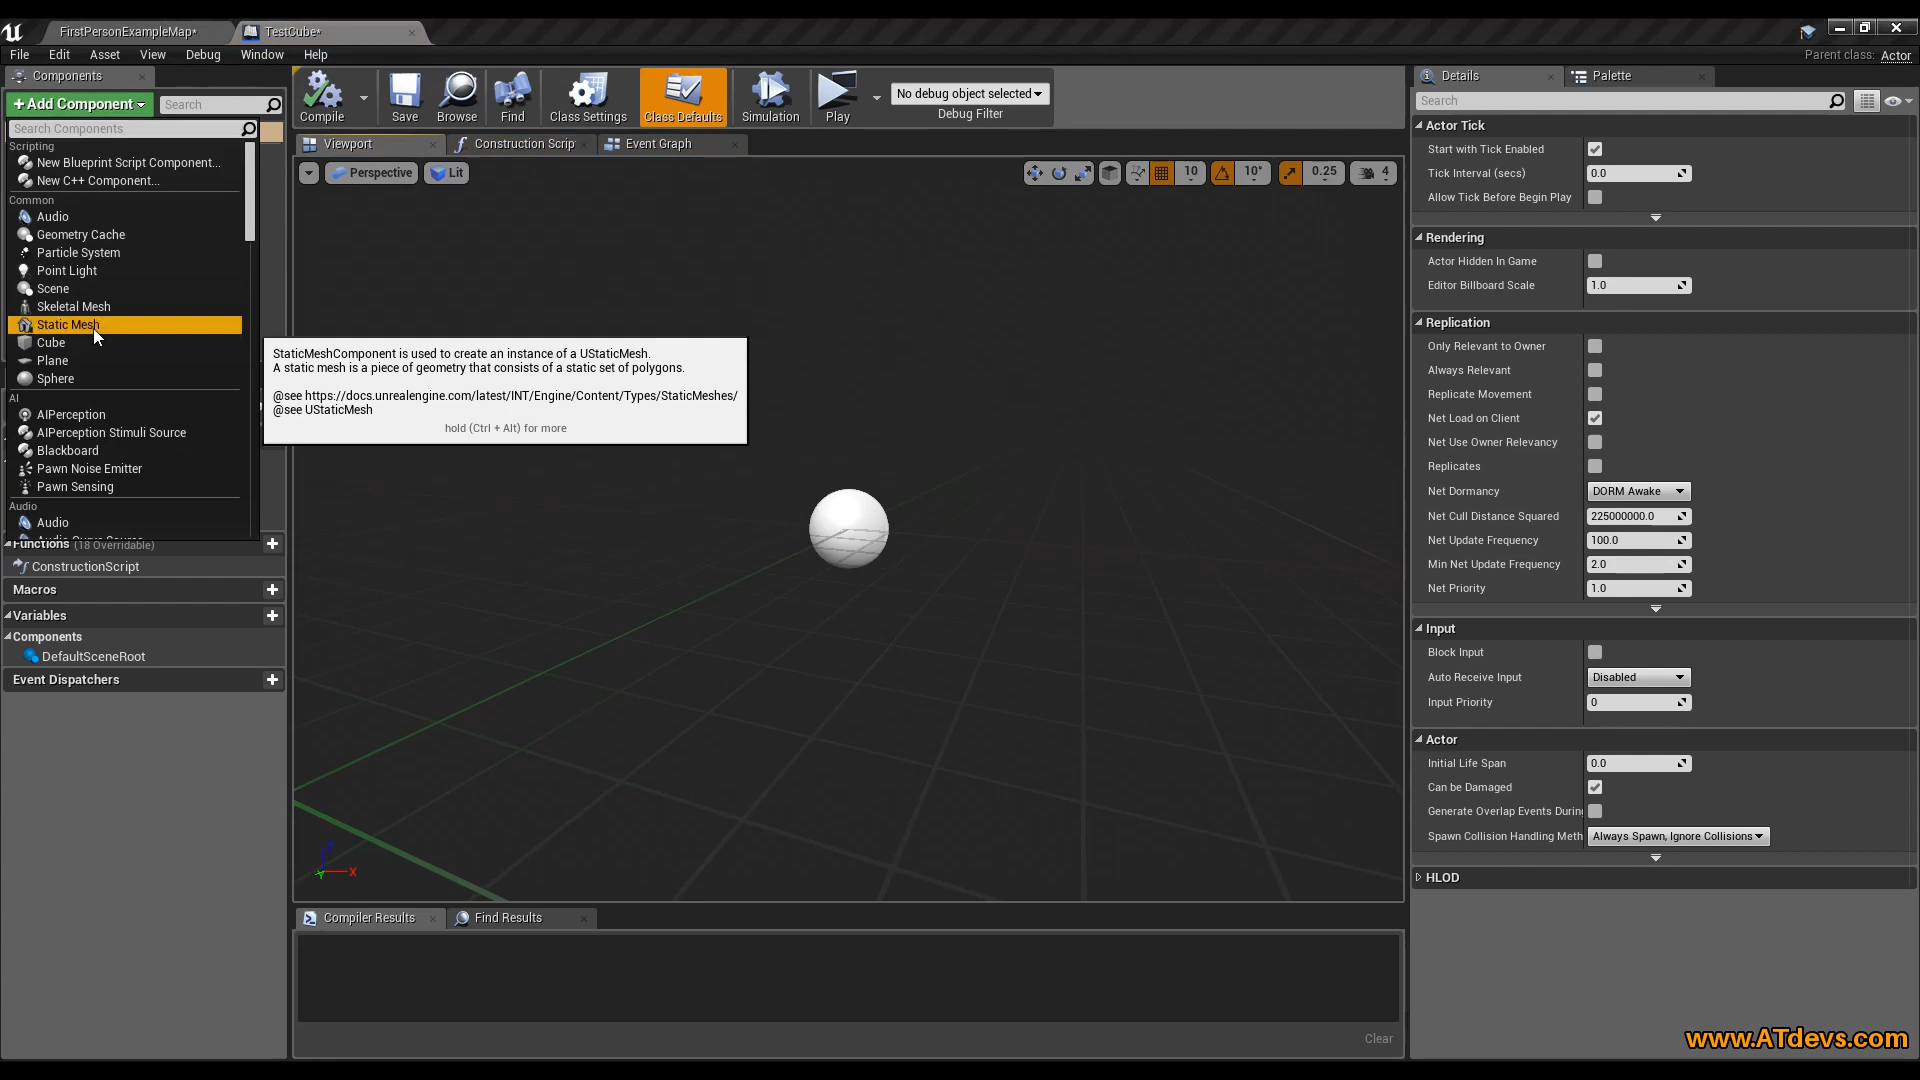 FirstPersonExampleMap*
TestCube*
File Edit Asset View Debug Window Help
Parent class: Actor
Components
+Add Component
Search
Search Components
Scripting
New Blueprint Script Component...
New C++ Component...
Common
Audio
Geometry Cache
Particle System
Point Light
Scene
Skeletal Mesh
Static Mesh
Cube
Plane
Sphere
AI
AIPerception
AIPerception Stimuli Source
Blackboard
Pawn Noise Emitter
Pawn Sensing
Audio
Audio
Functions (18 Overridable)
ConstructionScript
Macros
Variables
Components
DefaultSceneRoot
Event Dispatchers
Compile
Save
Browse
Find
Class Settings
Class Defaults
Simulation
Play
No debug object selected
Debug Filter
Viewport
Construction Scrip
Event Graph
Perspective
Lit
10
10°
0.25
4
StaticMeshComponent is used to create an instance of a UStaticMesh.
A static mesh is a piece of geometry that consists of a static set of polygons.
@see https://docs.unrealengine.com/latest/INT/Engine/Content/Types/StaticMeshes/
@see UStaticMesh
hold (Ctrl + Alt) for more
Z
X
Y
Compiler Results
Find Results
Clear
Details
Palette
Search
Actor Tick
Start with Tick Enabled
Tick Interval (secs) 0.0
Allow Tick Before Begin Play
Rendering
Actor Hidden In Game
Editor Billboard Scale 1.0
Replication
Only Relevant to Owner
Always Relevant
Replicate Movement
Net Load on Client
Net Use Owner Relevancy
Replicates
Net Dormancy DORM Awake
Net Cull Distance Squared 225000000.0
Net Update Frequency 100.0
Min Net Update Frequency 2.0
Net Priority 1.0
Input
Block Input
Auto Receive Input Disabled
Input Priority 0
Actor
Initial Life Span 0.0
Can be Damaged
Generate Overlap Events During
Spawn Collision Handling Meth Always Spawn, Ignore Collisions
HLOD
www.ATdevs.com